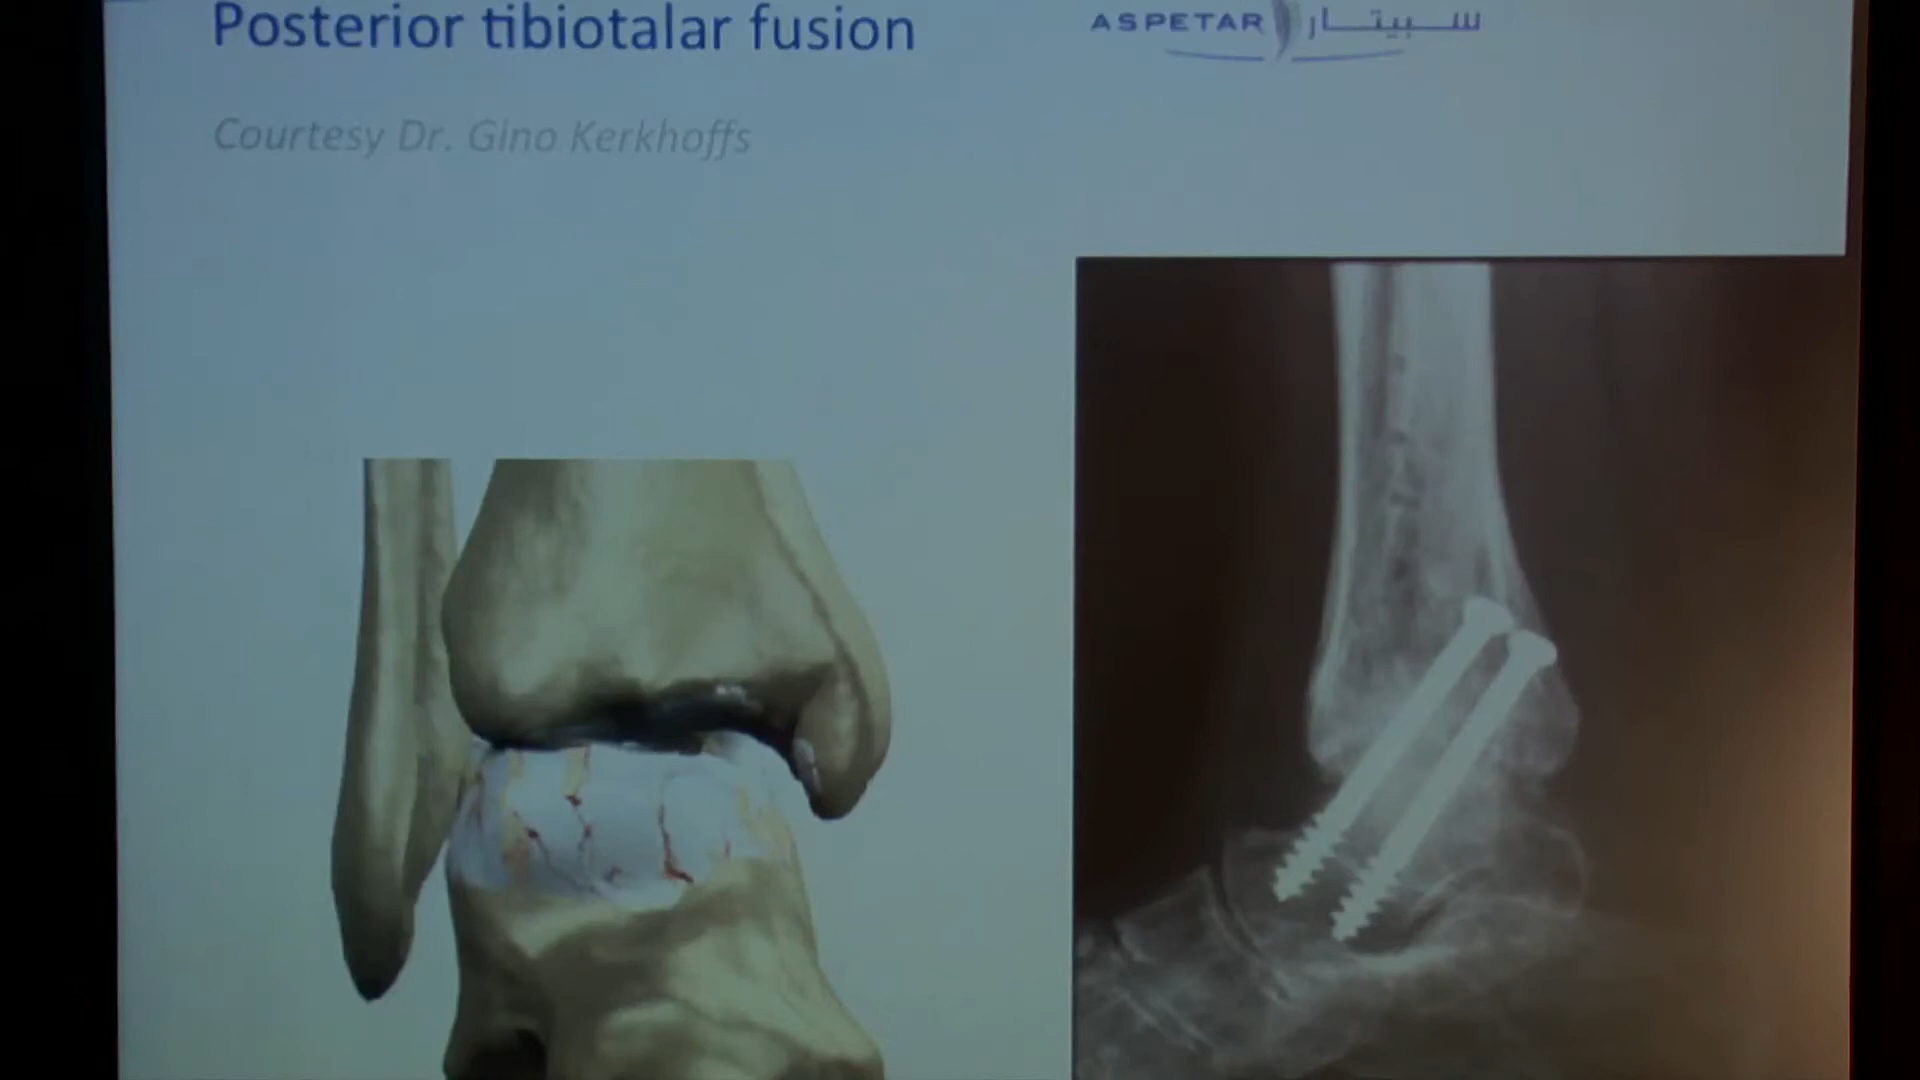 Posterior tibiotalar fusion
ASPETAR سبيتار
Courtesy Dr. Gino Kerkhoffs